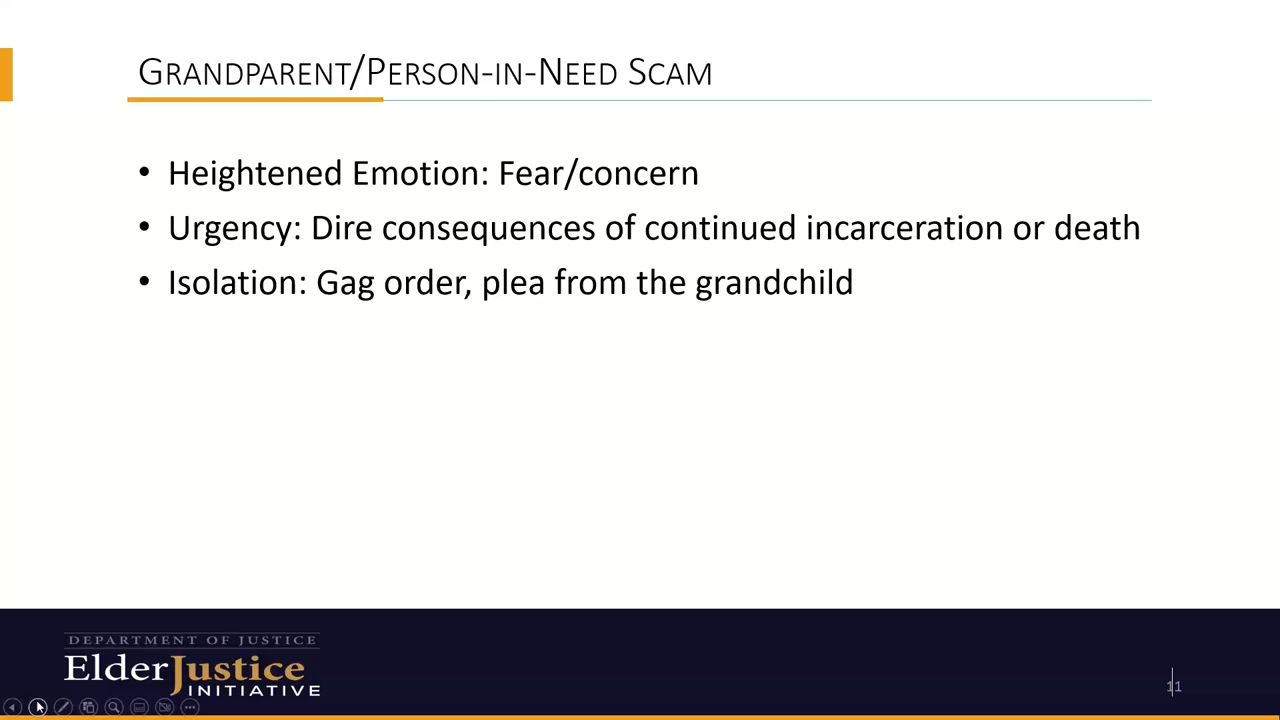 GRANDPARENT/PERSON-IN-NEED SCAM
• Heightened Emotion: Fear/concern
• Urgency: Dire consequences of continued incarceration or death
• Isolation: Gag order, plea from the grandchild
DEPARTMENT OF JUSTICE
ElderJustice
INITIATIVE
11